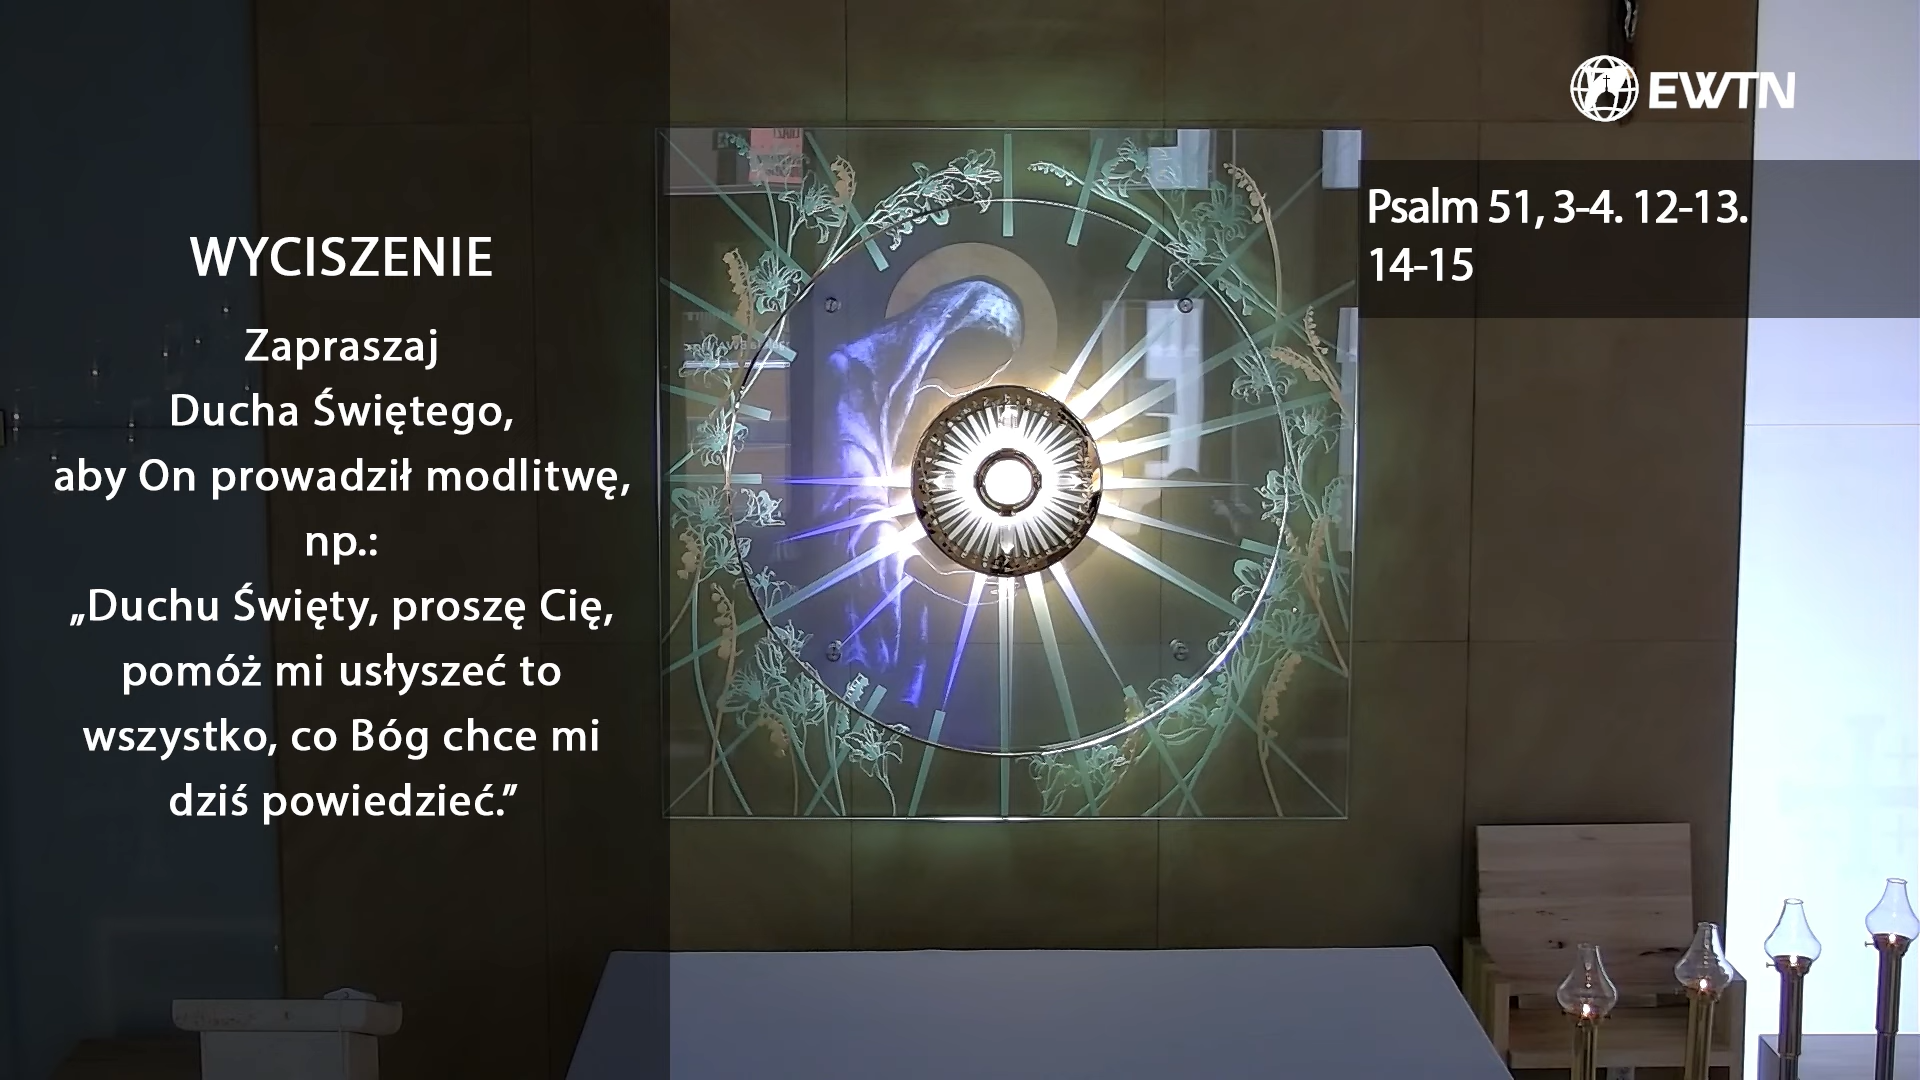 WYCISZENIE
Zapraszaj
Ducha Świętego,
aby On prowadził modlitwę,
np.:
„Duchu Święty, proszę Cię,
pomóż mi usłyszeć to
wszystko, co Bóg chce mi
dziś powiedzieć.”
EWTN
Psalm 51, 3-4. 12-13.
14-15